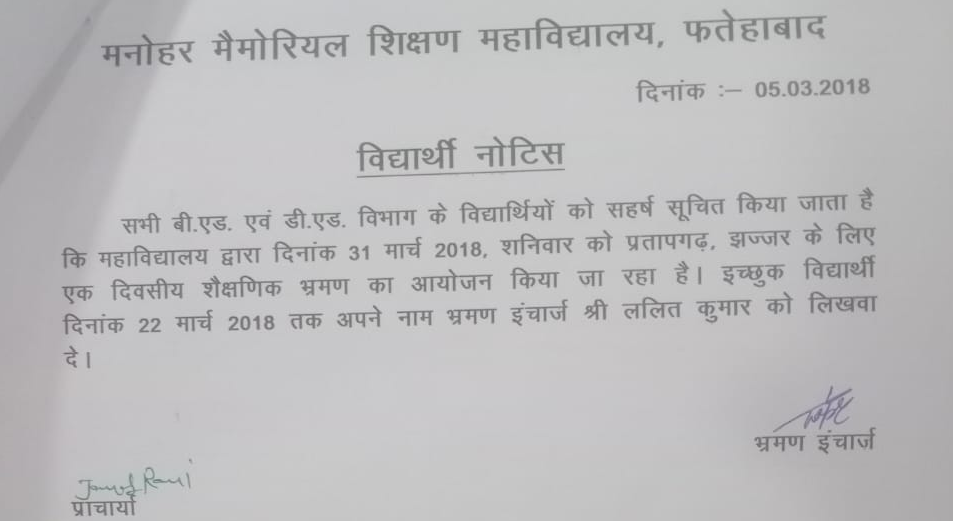 मनोहर मैमोरियल शिक्षण महाविद्यालय, फतेहाबाद
दिनांक :– 05.03.2018
विद्यार्थी नोटिस
सभी बी.एड. एवं डी.एड. विभाग के विद्यार्थियों को सहर्ष सूचित किया जाता है
कि महाविद्यालय द्वारा दिनांक 31 मार्च 2018, शनिवार को प्रतापगढ़, झज्जर के लिए
एक दिवसीय शैक्षणिक भ्रमण का आयोजन किया जा रहा है। इच्छुक विद्यार्थी
दिनांक 22 मार्च 2018 तक अपने नाम भ्रमण इंचार्ज श्री ललित कुमार को लिखवा
दे।
भ्रमण इंचार्ज
Rani
प्राचार्या